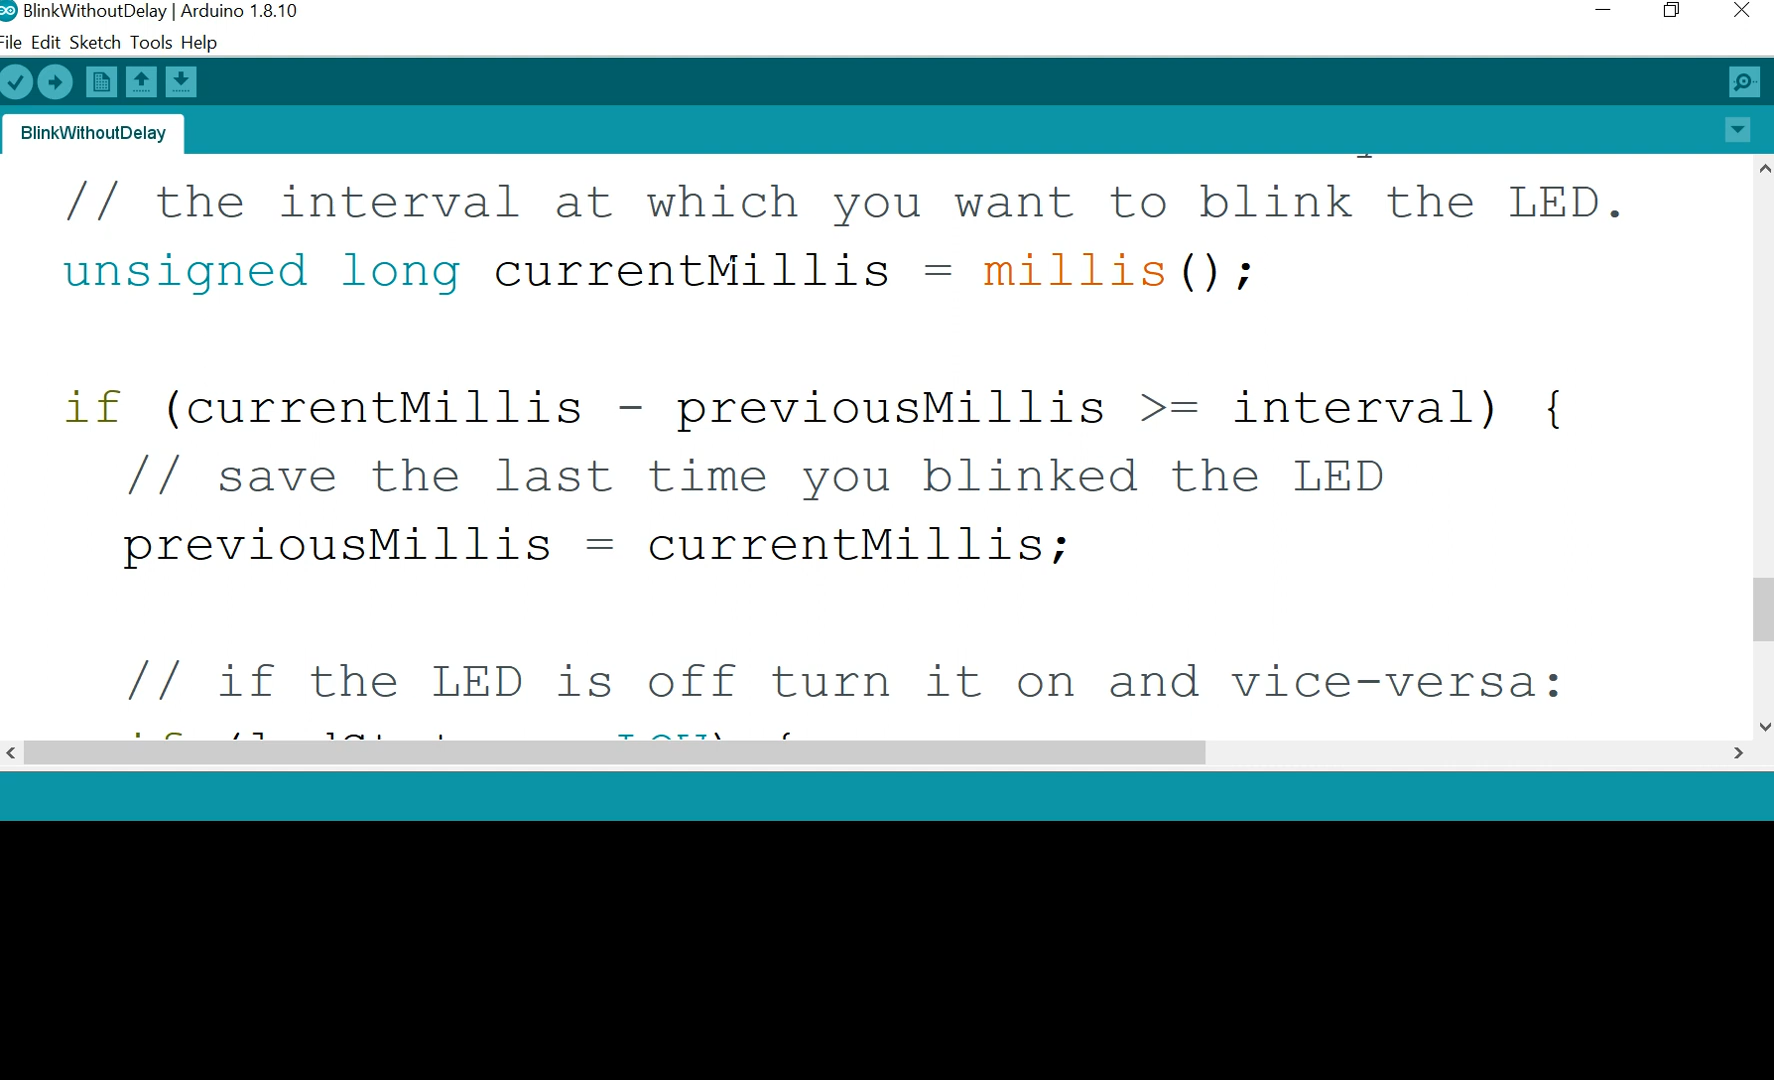 BlinkWithoutDelay | Arduino 1.8.10
File Edit Sketch Tools Help
BlinkWithoutDelay
// the interval at which you want to blink the LED.
unsigned long currentMillis = millis();
if (currentMillis - previousMillis >= interval) {
// save the last time you blinked the LED
previousMillis = currentMillis;
// if the LED is off turn it on and vice-versa: